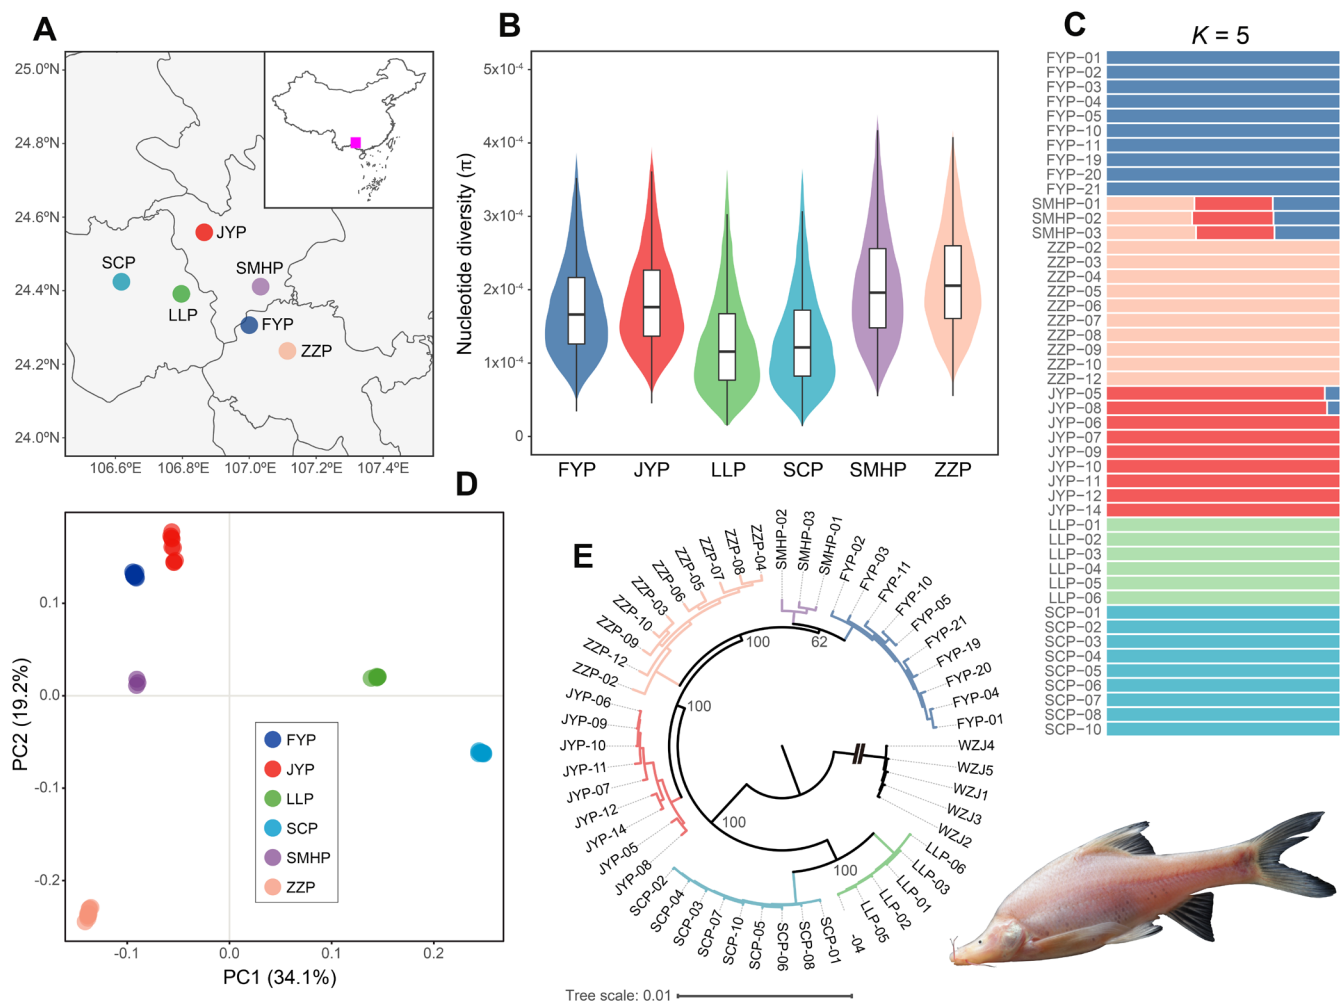 A
25.0°N
24.8°N
24.6°N
24.4°N
24.2°N
24.0°N
106.6°E
106.8°E
107.0°E
107.2°E
107.4°E
JYP
SCP
SMHP
LLP
FYP
ZZP
B
Nucleotide diversity (π)
5x10-4
4x10-4
3x10-4
2x10-4
1x10-4
0
FYP
JYP
LLP
SCP
SMHP
ZZP
C
K = 5
FYP−01
FYP−02
FYP−03
FYP−04
FYP−05
FYP−10
FYP−11
FYP−19
FYP−20
FYP−21
SMHP−01
SMHP−02
SMHP−03
ZZP−02
ZZP−03
ZZP−04
ZZP−05
ZZP−06
ZZP−07
ZZP−08
ZZP−09
ZZP−10
ZZP−12
JYP−05
JYP−08
JYP−06
JYP−07
JYP−09
JYP−10
JYP−11
JYP−12
JYP−14
LLP−01
LLP−02
LLP−03
LLP−04
LLP−05
LLP−06
SCP−01
SCP−02
SCP−03
SCP−04
SCP−05
SCP−06
SCP−07
SCP−08
SCP−10
D
PC2 (19.2%)
0.1
0.0
-0.1
-0.2
-0.1
0.0
0.1
0.2
PC1 (34.1%)
FYP
JYP
LLP
SCP
SMHP
ZZP
E
SMHP-02
SMHP-03
SMHP-01
FYP-02
FYP-03
FYP-11
FYP-10
FYP-05
FYP-21
FYP-19
FYP-20
FYP-04
FYP-01
WZJ4
WZJ5
WZJ1
WZJ3
WZJ2
LLP-06
LLP-03
LLP-01
LLP-02
LLP-05
-04
SCP-01
SCP-08
SCP-06
SCP-05
SCP-10
SCP-07
SCP-03
SCP-04
SCP-02
JYP-08
JYP-05
JYP-14
JYP-12
JYP-07
JYP-11
JYP-10
JYP-09
JYP-06
ZZP-02
ZZP-12
ZZP-09
ZZP-10
ZZP-03
ZZP-06
ZZP-05
ZZP-07
ZZP-08
ZZP-04
100
62
100
100
100
Tree scale: 0.01